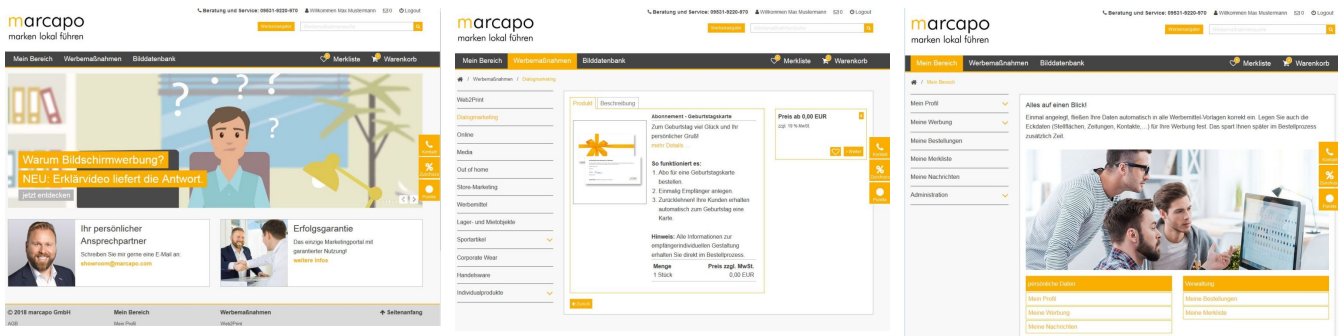 marcapo
marken lokal führen
Beratung und Service: 09531-9220-970 Willkommen Max Mustermann 0 Logout
Mein Bereich Werbemaßnahmen Bilddatenbank Merkliste Warenkorb
? ? ?
Warum Bildschirmwerbung?
NEU: Erklärvideo liefert die Antwort.
jetzt entdecken
Kontakt
Punkte
Ihr persönlicher
Ansprechpartner
Schreiben Sie mir gerne eine E-Mail an:
showroom@marcapo.com
Erfolgsgarantie
Das einzige Marketingportal mit
garantierter Nutzung!
weitere Infos
© 2018 marcapo GmbH Mein Bereich Werbemaßnahmen Seitenanfang
AGB Mein Profil Web2Print
marcapo
marken lokal führen
Beratung und Service: 09531-9220-970 Willkommen Max Mustermann 0 Logout
Mein Bereich Werbemaßnahmen Bilddatenbank Merkliste Warenkorb
/ Werbemaßnahmen / Dialogmarketing
Web2Print
Dialogmarketing
Online
Media
Out of home
Store-Marketing
Werbemittel
Lager- und Mietobjekte
Sportartikel
Corporate Wear
Handelsware
Individualprodukte
Produkt Beschreibung
Abonnement - Geburtstagskarte
Zum Geburtstag viel Glück und Ihr
persönlicher Gruß!
mein Details ...
So funktioniert es:
1. Abo für eine Geburtstagskarte
bestellen
2. Einmalig Empfänger anlegen
3. Zurücklehnen! Ihre Kunden erhalten
automatisch zum Geburtstag eine
Karte.
Hinweis: Alle Informationen zur
empfängerindividuellen Gestaltung
erhalten Sie direkt im Bestellprozess.
Menge Preis zzgl. MwSt.
1 Stück 0,00 EUR
Preis ab 0,00 EUR
zzgl. 19 % MwSt.
Kontakt
Punkte
marcapo
marken lokal führen
Beratung und Service: 09531-9220-970 Willkommen Max Mustermann 0 Logout
Mein Bereich Werbemaßnahmen Bilddatenbank Merkliste Warenkorb
/ Mein Bereich
Mein Profil
Meine Werbung
Meine Bestellungen
Meine Merkliste
Meine Nachrichten
Administration
Alles auf einen Blick!
Einmal angelegt, fließen Ihre Daten automatisch in alle Werbemittel-Vorlagen korrekt ein. Legen Sie auch die
Eckdaten (Stellflächen, Zeitungen, Kontakte,...) für Ihre Werbung fest. Das spart Ihnen später im Bestellprozess
zusätzlich Zeit.
Kontakt
Punkte
persönliche Daten
Mein Profil
Meine Werbung
Meine Nachrichten
Verwaltung
Meine Bestellungen
Meine Merkliste